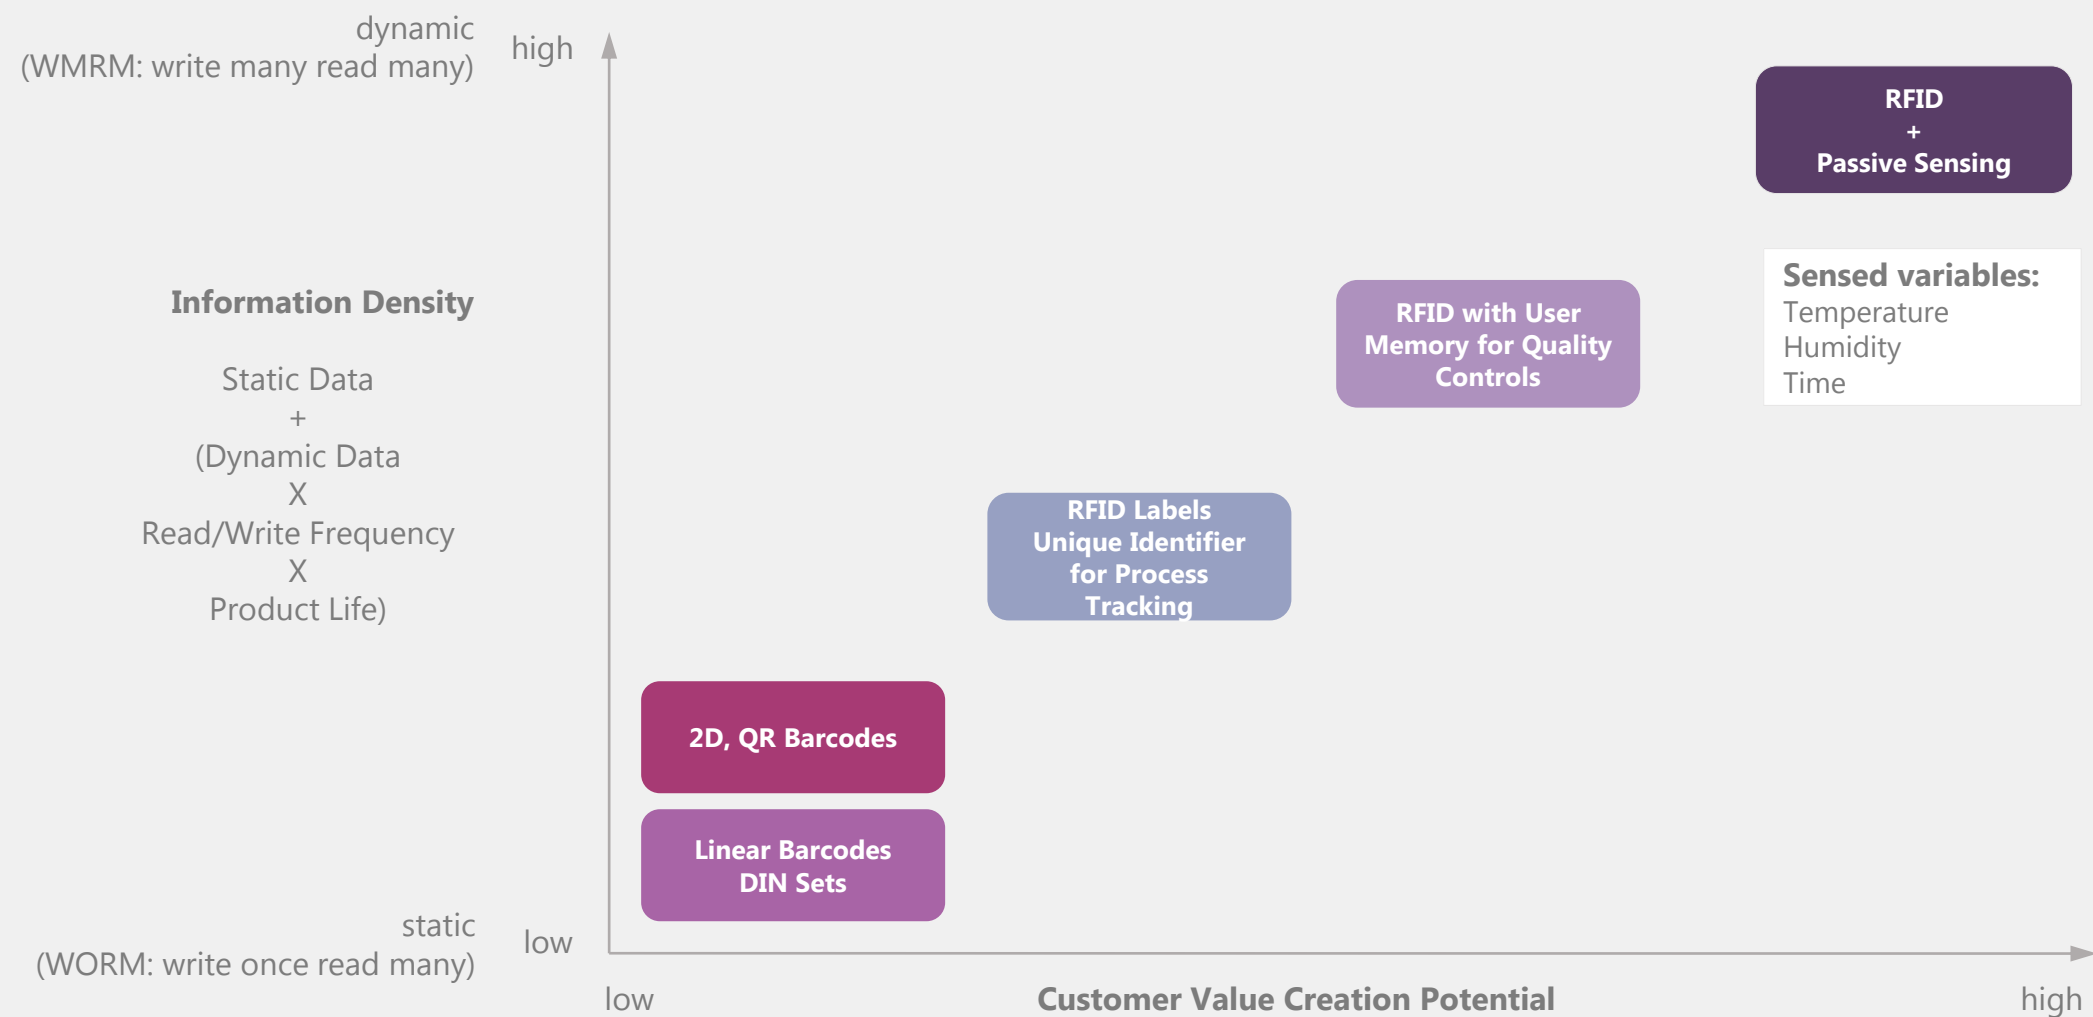 dynamic
(WMRM: write many read many)
high
RFID
+
Passive Sensing
Information Density
Static Data
+
(Dynamic Data
X
Read/Write Frequency
X
Product Life)
RFID with User
Memory for Quality
Controls
Sensed variables:
Temperature
Humidity
Time
RFID Labels
Unique Identifier
for Process
Tracking
2D, QR Barcodes
Linear Barcodes
DIN Sets
static
(WORM: write once read many)
low
low
Customer Value Creation Potential
high